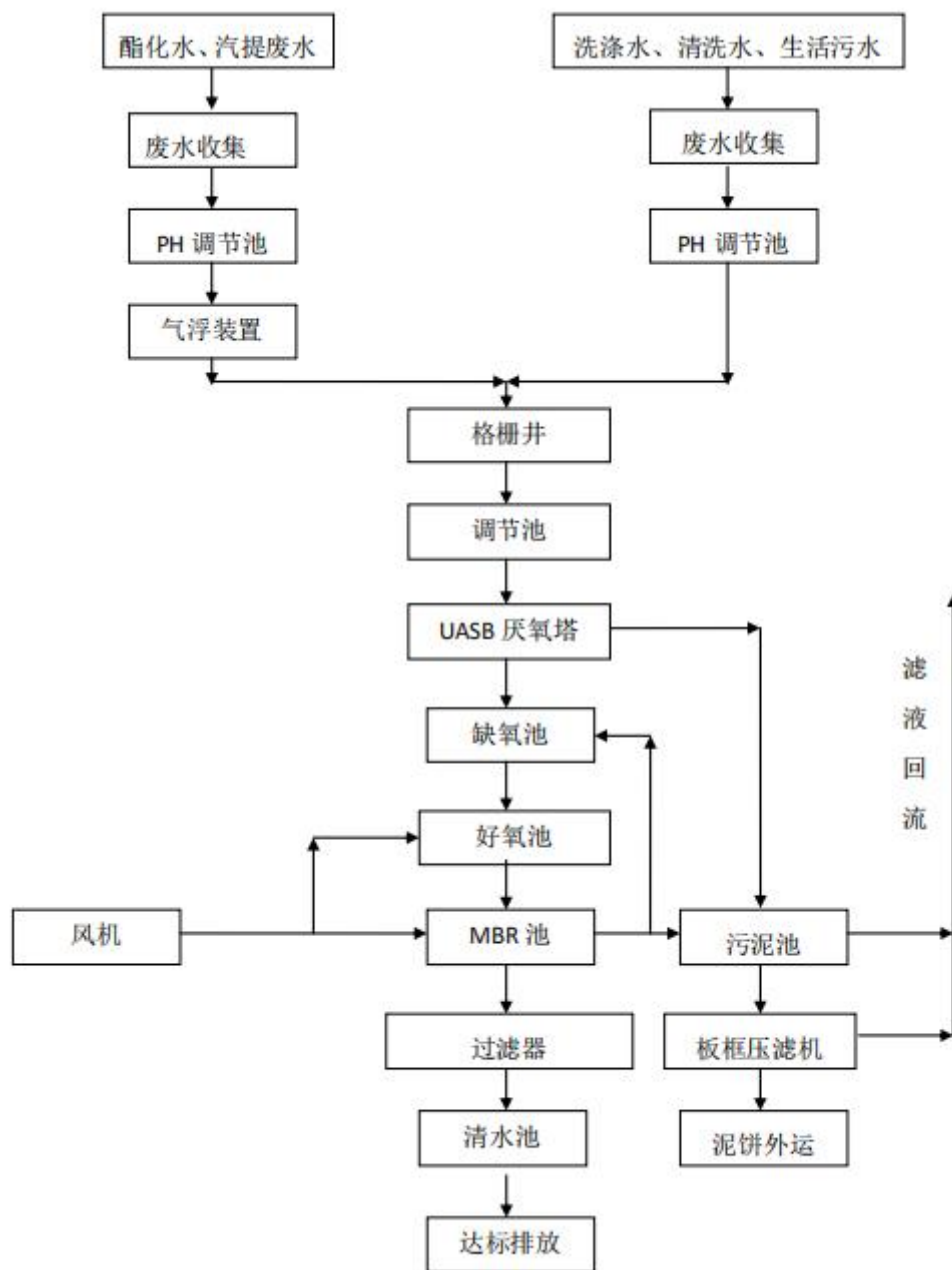 酯化水、汽提废水
洗涤水、清洗水、生活污水
废水收集
废水收集
PH 调节池
PH 调节池
气浮装置
格栅井
调节池
UASB 厌氧塔
滤
液
回
流
缺氧池
好氧池
风机
MBR 池
污泥池
过滤器
板框压滤机
清水池
泥饼外运
达标排放